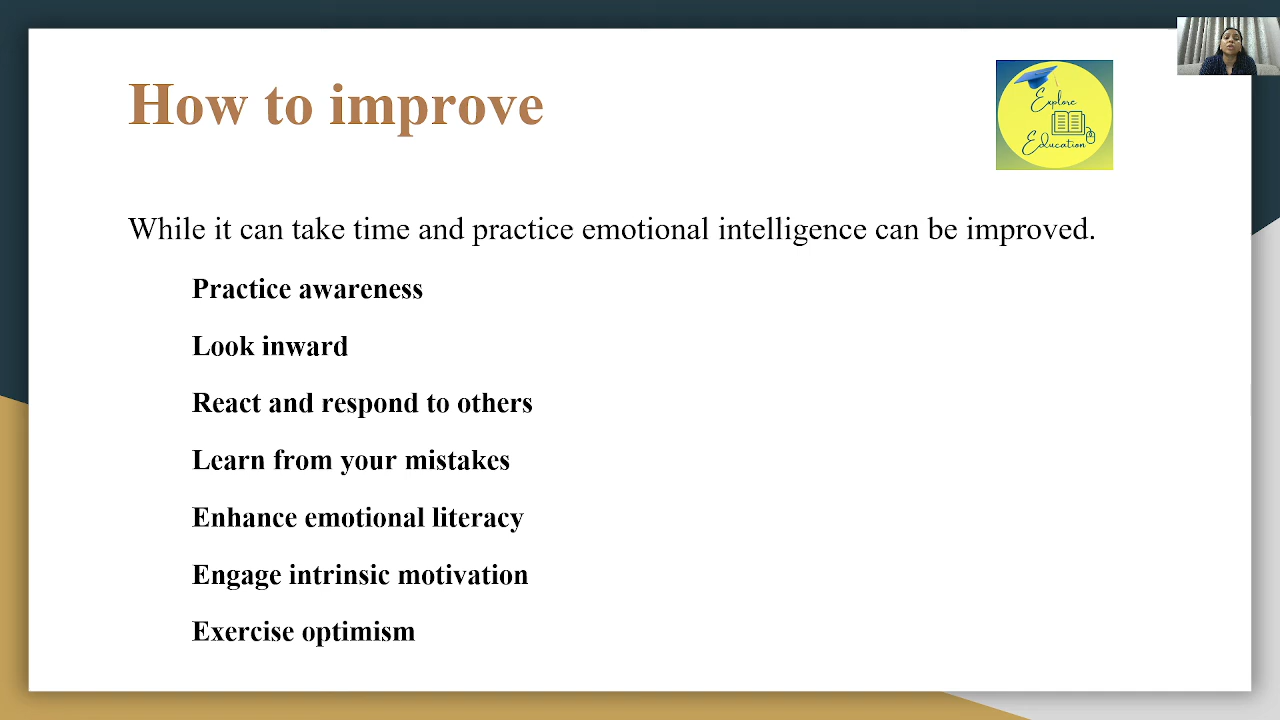 How to improve
Explore
Education
While it can take time and practice emotional intelligence can be improved.
Practice awareness
Look inward
React and respond to others
Learn from your mistakes
Enhance emotional literacy
Engage intrinsic motivation
Exercise optimism